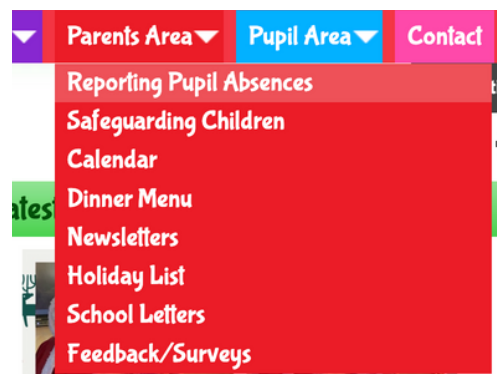 Parents Area Pupil Area Contact
Reporting Pupil Absences
Safeguarding Children
Calendar
Dinner Menu
Newsletters
Holiday List
School Letters
Feedback/Surveys